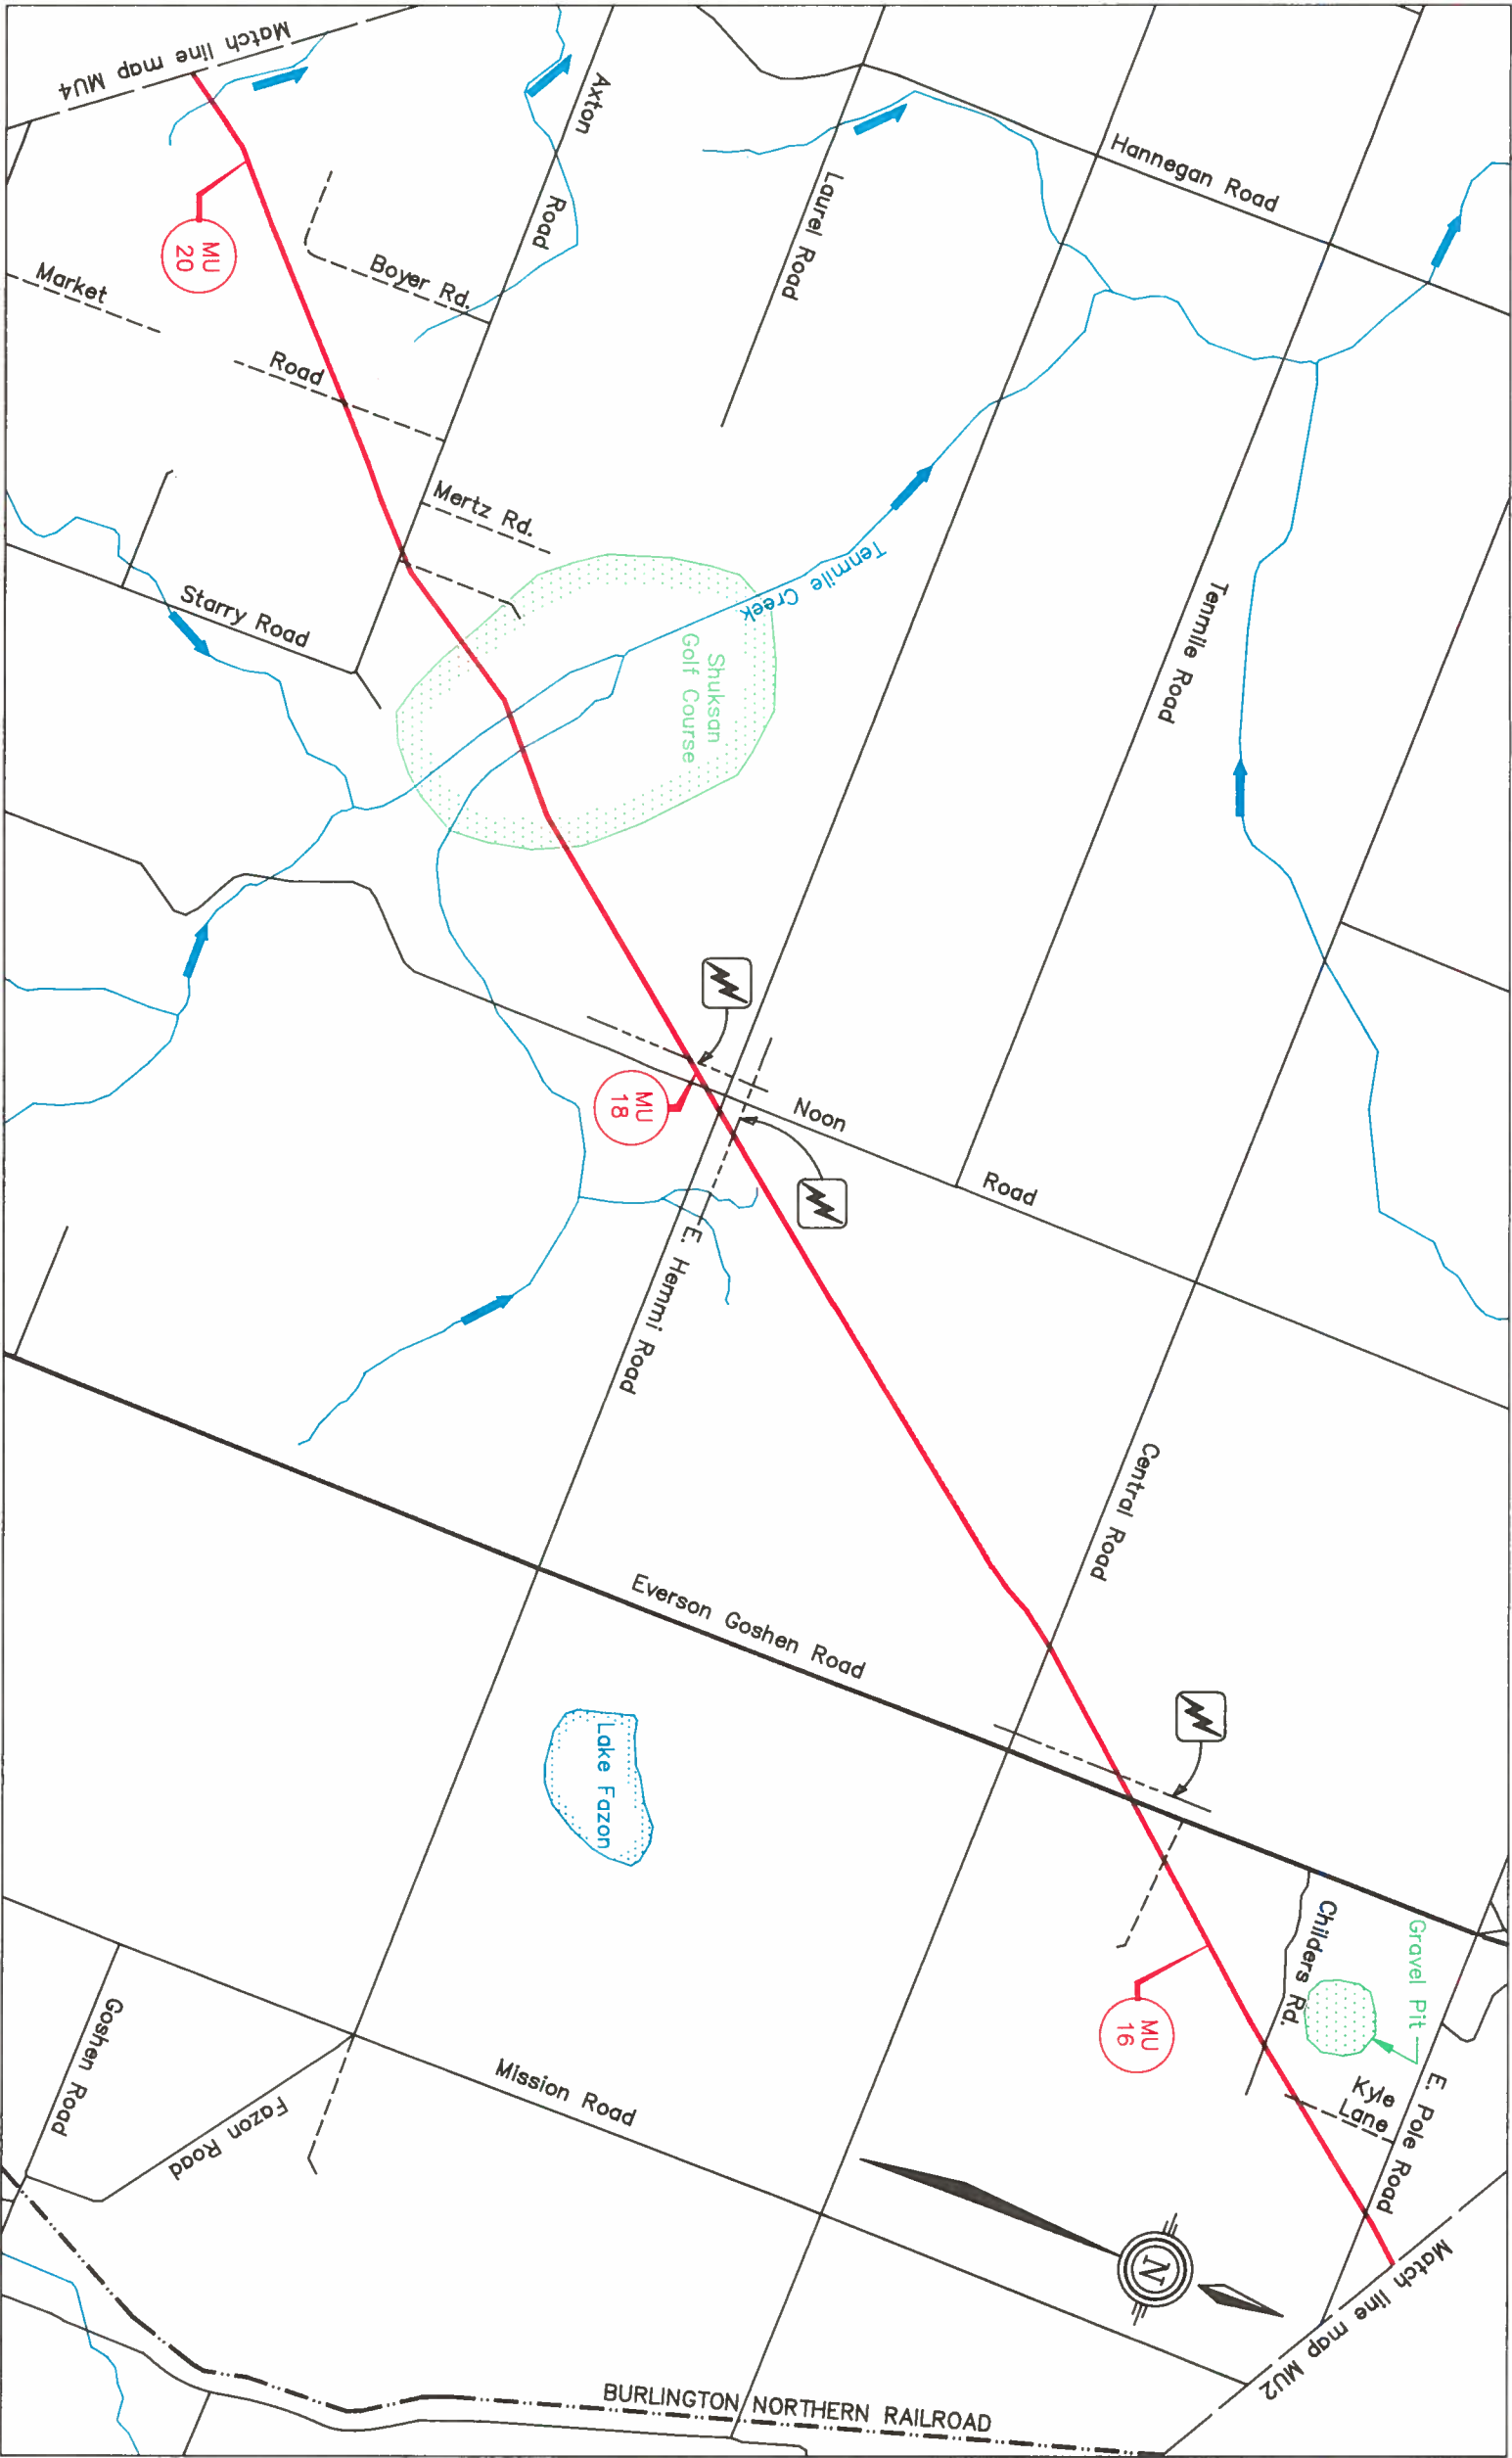 Match line map MU4
Axton
Road
Hannegan Road
Laurel Road
MU
20
Boyer Rd.
Market
Road
Mertz Rd.
Tenmile Creek
Starry Road
Shuksan
Golf Course
Tenmile Road
Noon
Road
MU
18
E. Hemmi Road
Central Road
Everson Goshen Road
Lake Fazon
Childers Rd.
Gravel Pit
MU
16
Kyle
Lane
E. Pole Road
Goshen Road
Fazon Road
Mission Road
N
Match line map MU2
BURLINGTON NORTHERN RAILROAD